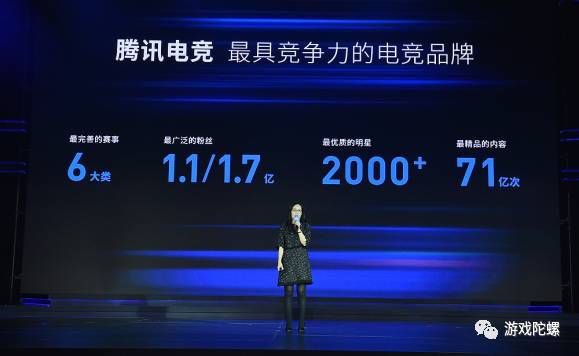 腾讯电竞 最具竞争力的电竞品牌
最完善的赛事
6大类
最广泛的粉丝
1.1/1.7亿
最优质的明星
2000+
最精品的内容
71亿次
游戏陀螺